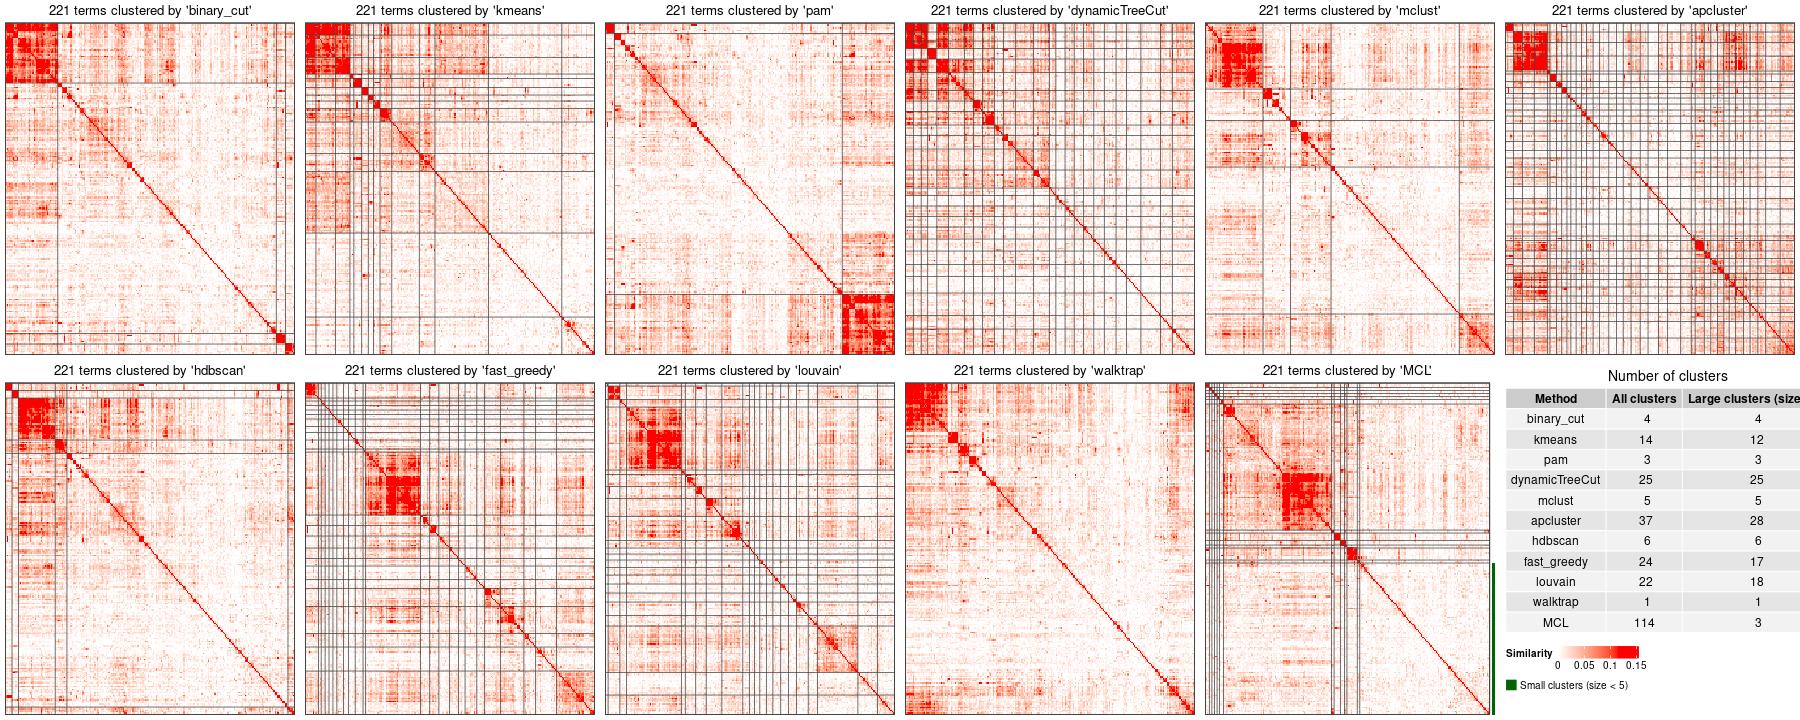 221 terms clustered by 'binary_cut'
221 terms clustered by 'kmeans'
221 terms clustered by 'pam'
221 terms clustered by 'dynamicTreeCut'
221 terms clustered by 'mclust'
221 terms clustered by 'apcluster'
221 terms clustered by 'hdbscan'
221 terms clustered by 'fast_greedy'
221 terms clustered by 'louvain'
221 terms clustered by 'walktrap'
221 terms clustered by 'MCL'
Number of clusters
Method All clusters Large clusters (size
binary_cut 4 4
kmeans 14 12
pam 3 3
dynamicTreeCut 25 25
mclust 5 5
apcluster 37 28
hdbscan 6 6
fast_greedy 24 17
louvain 22 18
walktrap 1 1
MCL 114 3
Similarity
0 0.05 0.1 0.15
Small clusters (size < 5)